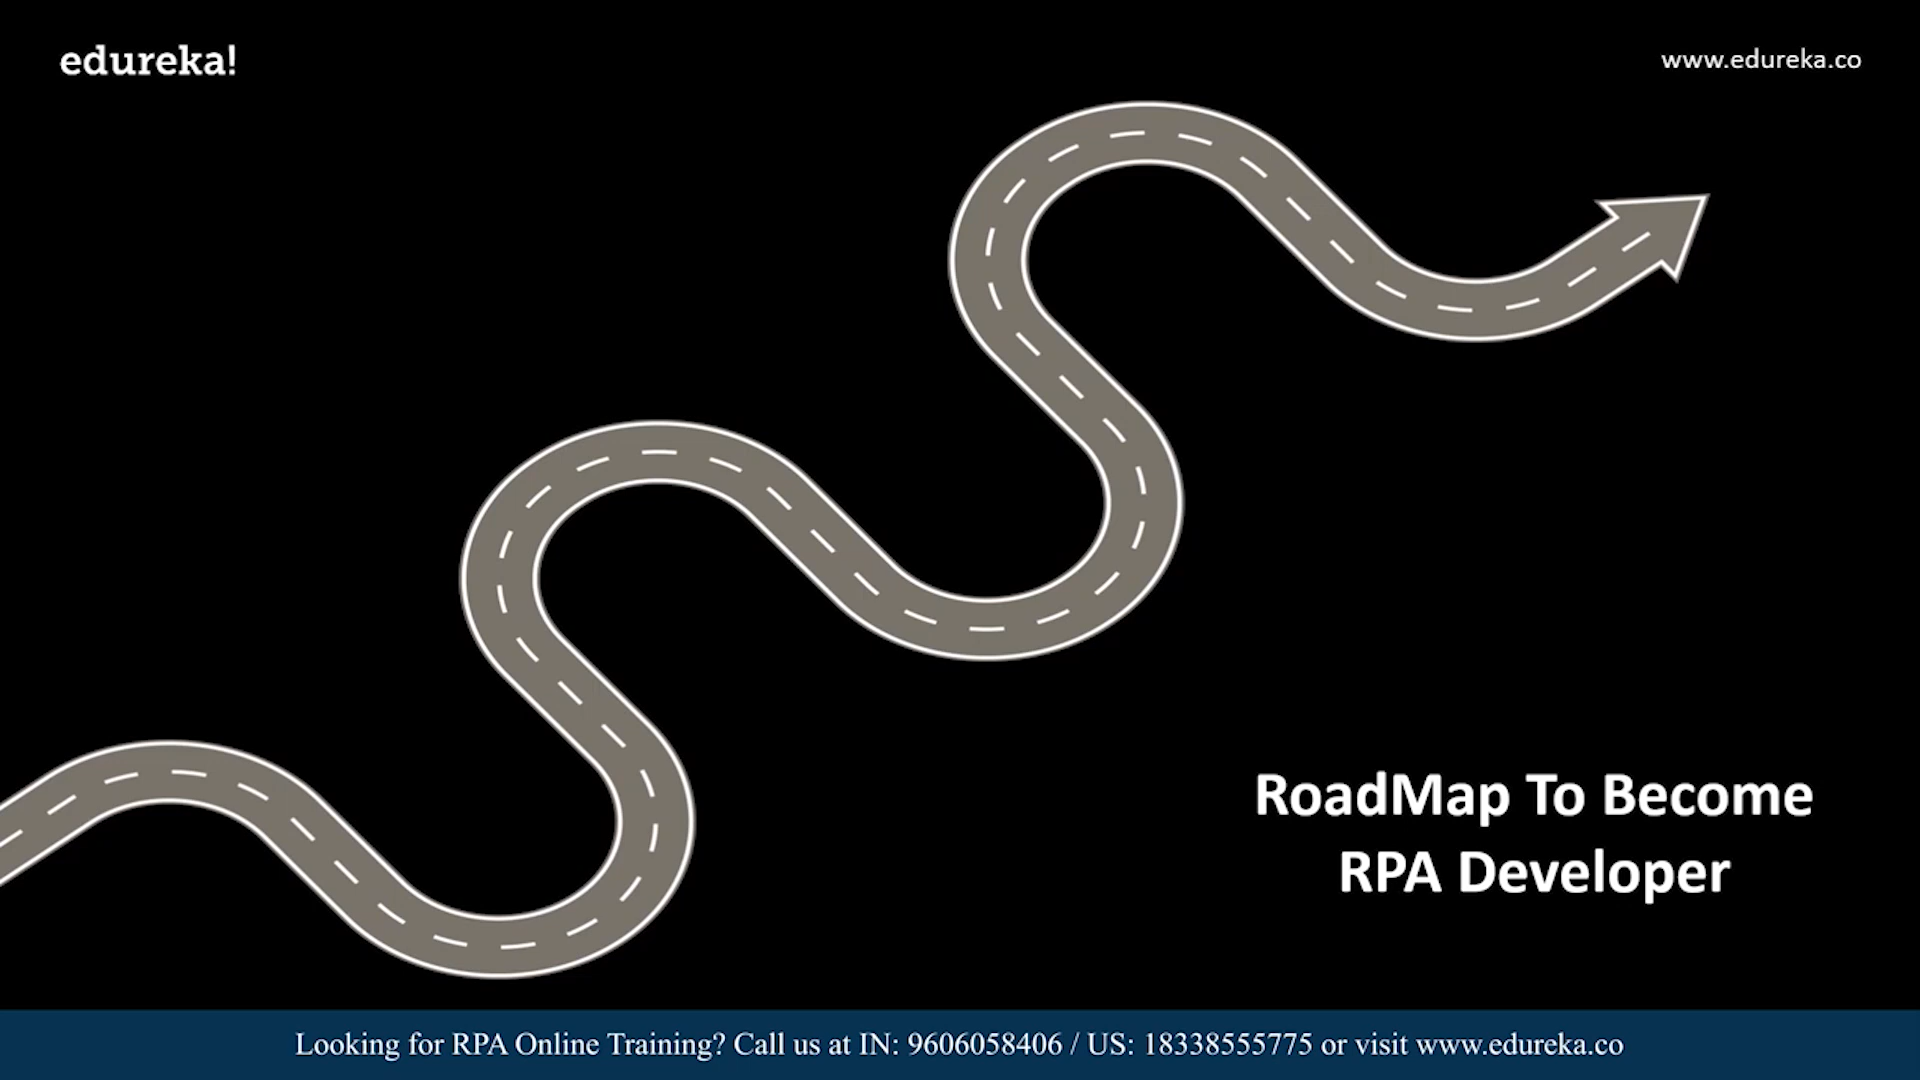 edureka!
www.edureka.co
RoadMap To Become
RPA Developer
Looking for RPA Online Training? Call us at IN: 9606058406 / US: 18338555775 or visit www.edureka.co